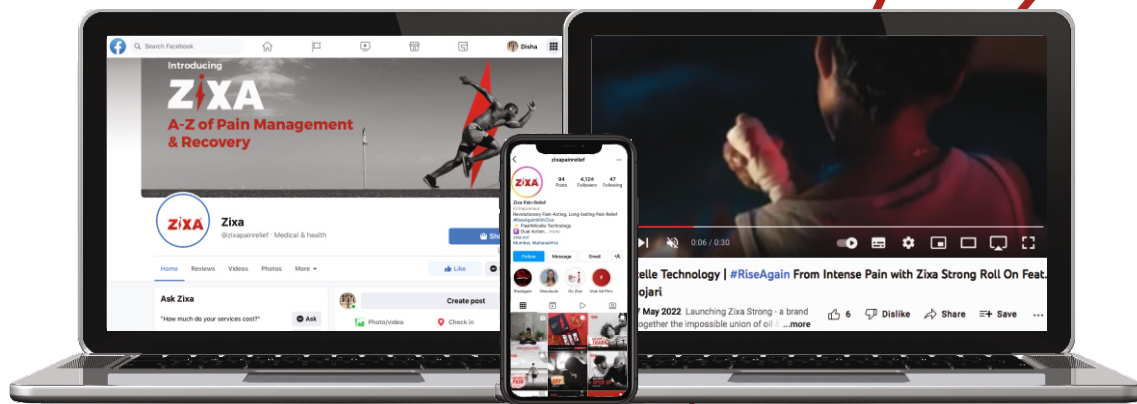 Search Facebook
Disha
Introducing
ZiXA
A-Z of Pain Management
& Recovery
ZiXA
Zixa
@zixapainrelief · Medical & health
Home Reviews Videos Photos More
Like
Ask Zixa
"How much do your services cost?"
Ask
Create post
Photo/video
Check in
zixapainrelief
ZiXA
94 4,124 47
Posts Followers Following
Zixa Pain Relief
Entrepreneur
Revolutionary Fast-Acting, Long-lasting Pain Relief
#RiseAgainWithZixa
Technology
Dual Action... more
Mumbai, Maharashtra
Follow Message Email
0:06 / 0:30
elle Technology | #RiseAgain From Intense Pain with Zixa Strong Roll On Feat.
ojari
May 2022 Launching Zixa Strong - a brand
ogether the impossible union of oil & ...more
6 Dislike Share Save